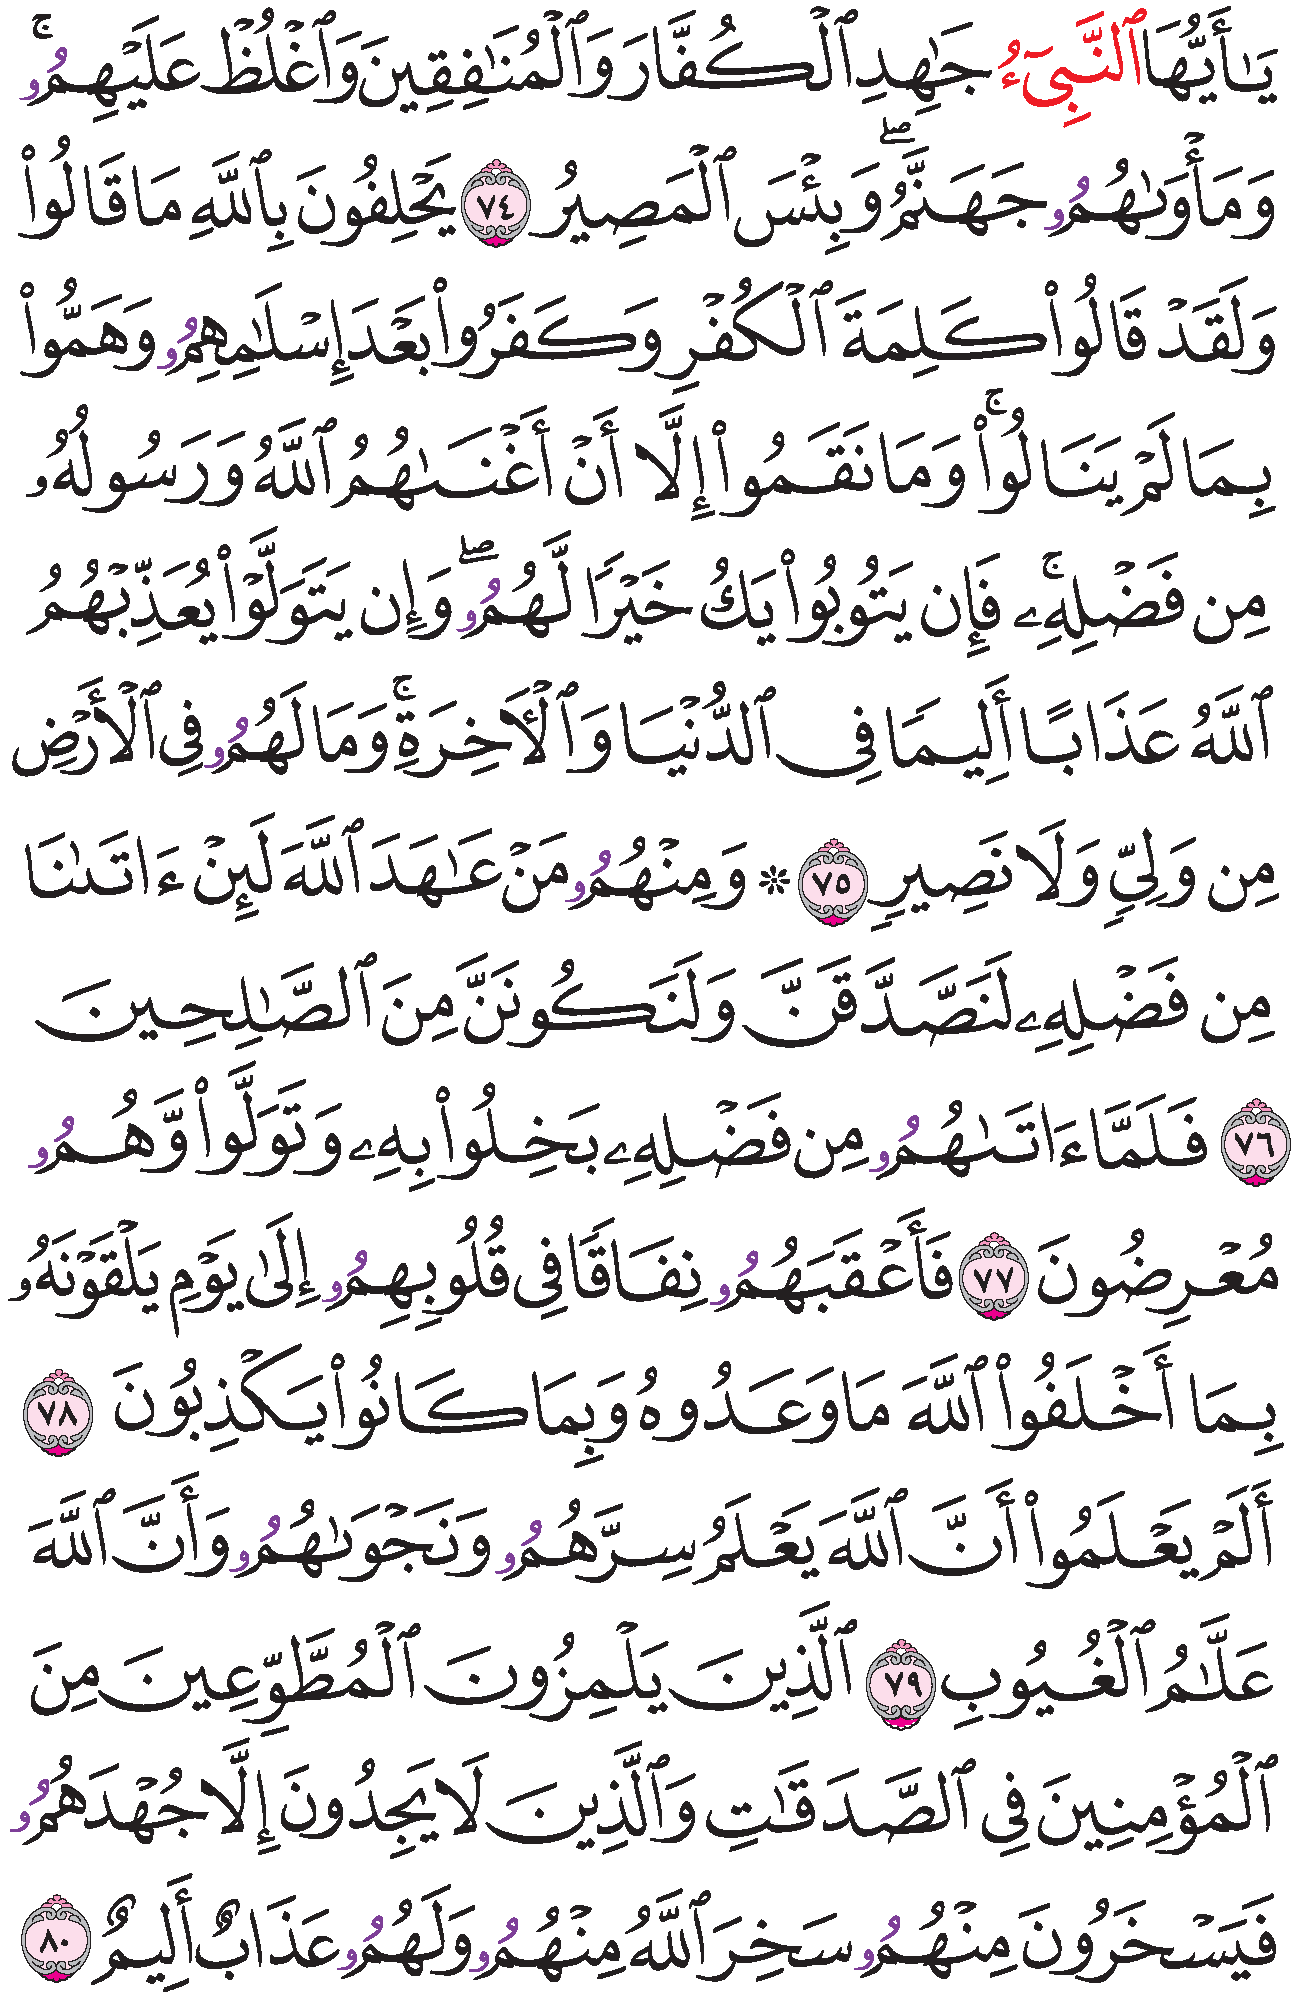 يَٰأَيُّهَا ٱلنَّبِيٓءُ جَٰهِدِ ٱلْكُفَّارَ وَٱلْمُنَٰفِقِينَ وَٱغْلُظْ عَلَيْهِمُۥۚ
وَمَأْوَىٰهُمُۥ جَهَنَّمُۖ وَبِئْسَ ٱلْمَصِيرُ ٧٤ يَحْلِفُونَ بِٱللَّهِ مَا قَالُواْ
وَلَقَدْ قَالُواْ كَلِمَةَ ٱلْكُفْرِ وَكَفَرُواْ بَعْدَ إِسْلَٰمِهِمُۥ وَهَمُّواْ
بِمَا لَمْ يَنَالُواْۚ وَمَا نَقَمُواْ إِلَّا أَنْ أَغْنَىٰهُمُ ٱللَّهُ وَرَسُولُهُۥ
مِن فَضْلِهِۦۚ فَإِن يَتُوبُواْ يَكُ خَيْرًا لَّهُمُۥۖ وَإِن يَتَوَلَّوْاْ يُعَذِّبْهُمُ
ٱللَّهُ عَذَابًا أَلِيمًا فِي ٱلدُّنْيَا وَٱلْأٓخِرَةِۚ وَمَا لَهُمُۥ فِي ٱلْأَرْضِ
مِن وَلِيٍّ وَلَا نَصِيرٍ ٧٥ ۞ وَمِنْهُمُۥ مَنْ عَٰهَدَ ٱللَّهَ لَئِنْ ءَاتَىٰنَا
مِن فَضْلِهِۦ لَنَصَّدَّقَنَّ وَلَنَكُونَنَّ مِنَ ٱلصَّٰلِحِينَ
٧٦ فَلَمَّا ءَاتَىٰهُمُۥ مِن فَضْلِهِۦ بَخِلُواْ بِهِۦ وَتَوَلَّواْ وَّهُمُۥ
مُعْرِضُونَ ٧٧ فَأَعْقَبَهُمُۥ نِفَاقًا فِي قُلُوبِهِمُۥ إِلَىٰ يَوْمِ يَلْقَوْنَهُۥ
بِمَا أَخْلَفُواْ ٱللَّهَ مَا وَعَدُوهُ وَبِمَا كَانُواْ يَكْذِبُونَ ٧٨
أَلَمْ يَعْلَمُواْ أَنَّ ٱللَّهَ يَعْلَمُ سِرَّهُمُۥ وَنَجْوَىٰهُمُۥ وَأَنَّ ٱللَّهَ
عَلَّٰمُ ٱلْغُيُوبِ ٧٩ ٱلَّذِينَ يَلْمِزُونَ ٱلْمُطَّوِّعِينَ مِنَ
ٱلْمُؤْمِنِينَ فِي ٱلصَّدَقَٰتِ وَٱلَّذِينَ لَا يَجِدُونَ إِلَّا جُهْدَهُمُۥ
فَيَسْخَرُونَ مِنْهُمُۥ سَخِرَ ٱللَّهُ مِنْهُمُۥ وَلَهُمُۥ عَذَابٌ أَلِيمٌ ٨٠